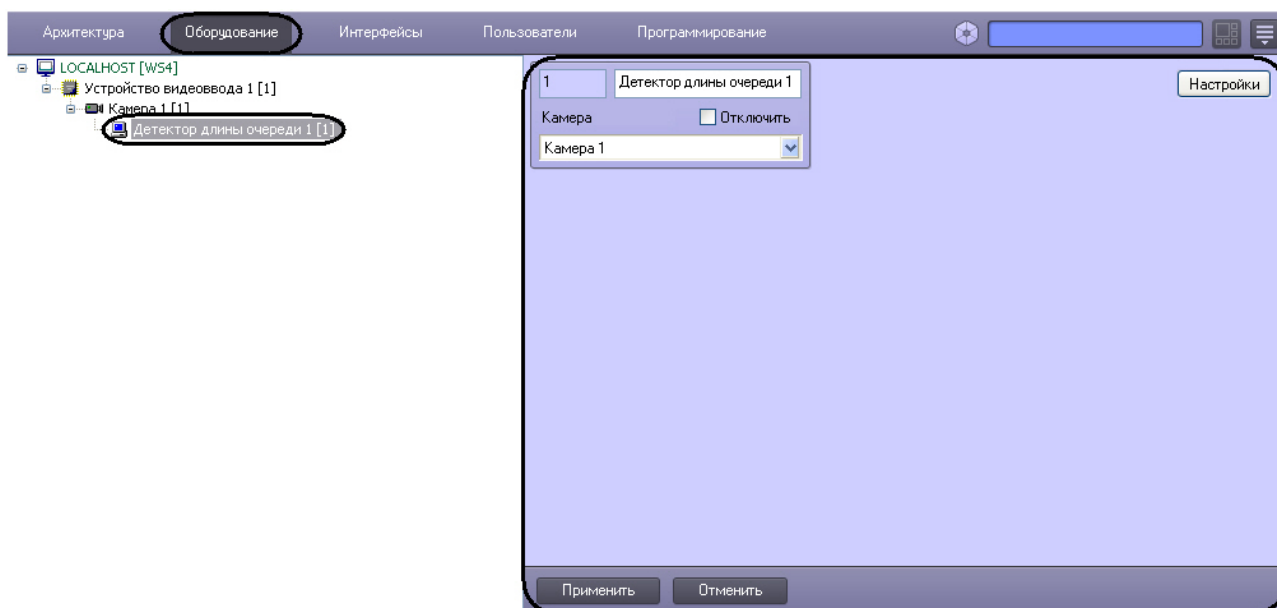 Архитектура Оборудование Интерфейсы Пользователи Программирование
LOCALHOST [WS4]
Устройство видеоввода 1 [1]
Камера 1 [1]
Детектор длины очереди 1 [1]
1 Детектор длины очереди 1
Настройки
Камера Отключить
Камера 1
Применить Отменить